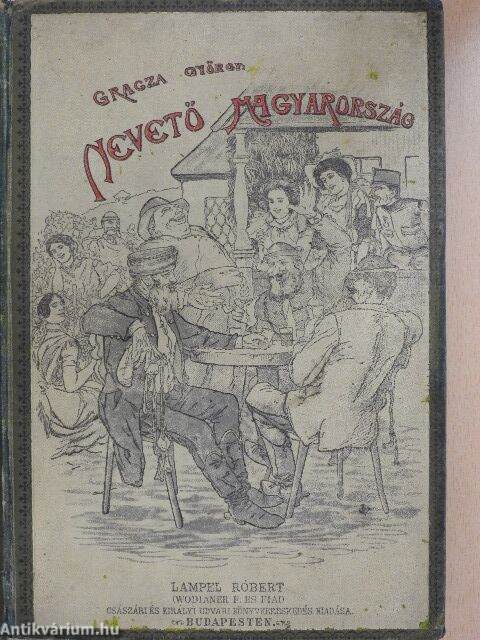 GRACZA GYÖRGY.
NEVETŐ MAGYARORSZÁG
LAMPEL RÓBERT
(WODIANER F. ÉS FIAI)
CSÁSZÁRI ÉS KIRÁLYI UDVARI KÖNYVKERESKEDÉS KIADÁSA.
BUDAPESTEN.
Antikvárium.hu